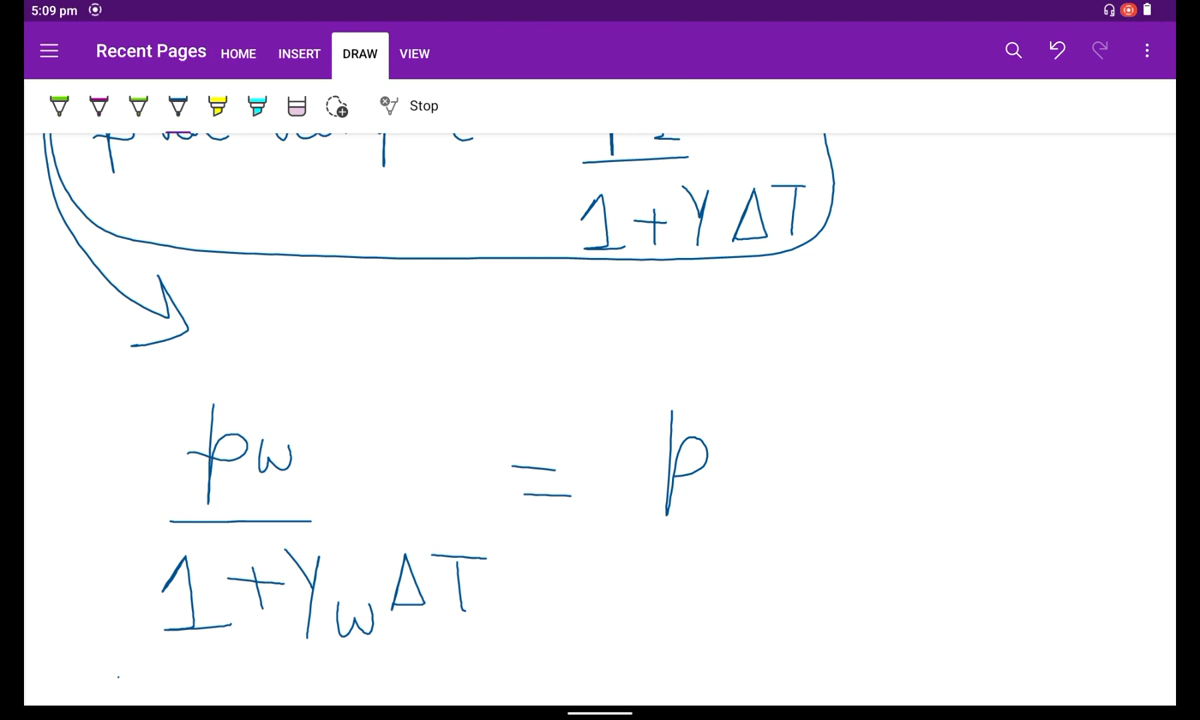 5:09 pm
Recent Pages HOME INSERT DRAW VIEW
Stop
1 + γ ΔT
ρw = ρ
1 + γw ΔT